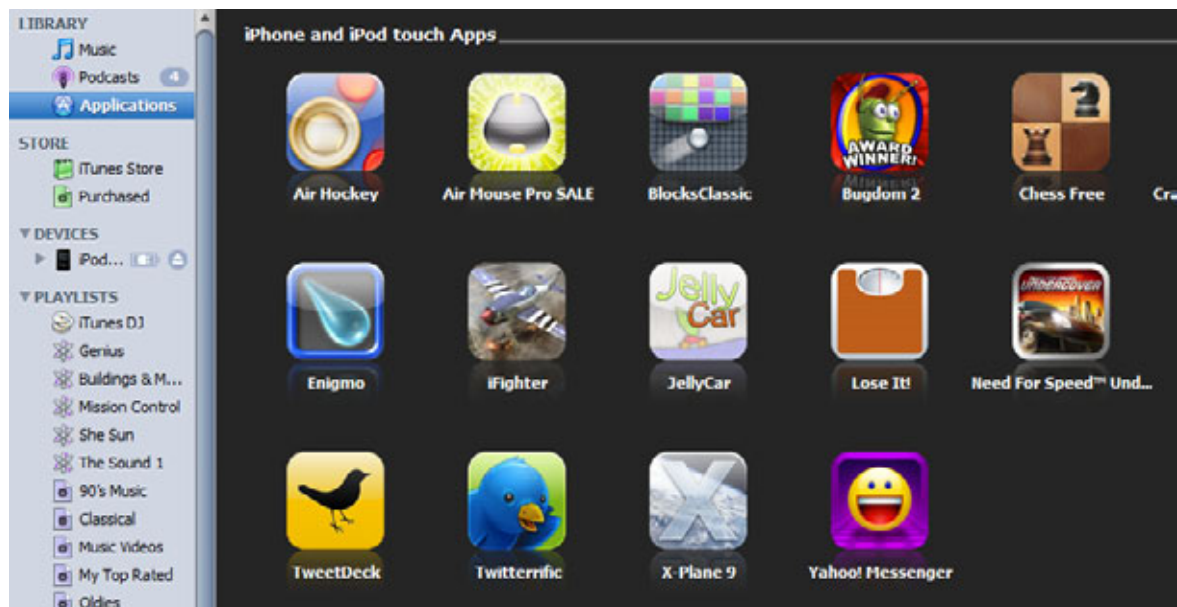 LIBRARY
Music
Podcasts 4
Applications
STORE
iTunes Store
Purchased
DEVICES
iPod...
PLAYLISTS
iTunes DJ
Genius
Buildings & M...
Mission Control
She Sun
The Sound 1
90's Music
Classical
Music Videos
My Top Rated
Oldies
iPhone and iPod touch Apps
AWARD
WINNER!
Air Hockey Air Mouse Pro SALE BlocksClassic Bugdom 2 Chess Free Cra
Jelly
Car
UNDERCOVER
Enigmo iFighter JellyCar Lose It! Need For Speed™ Und...
X
TweetDeck Twitterrific X-Plane 9 Yahoo! Messenger